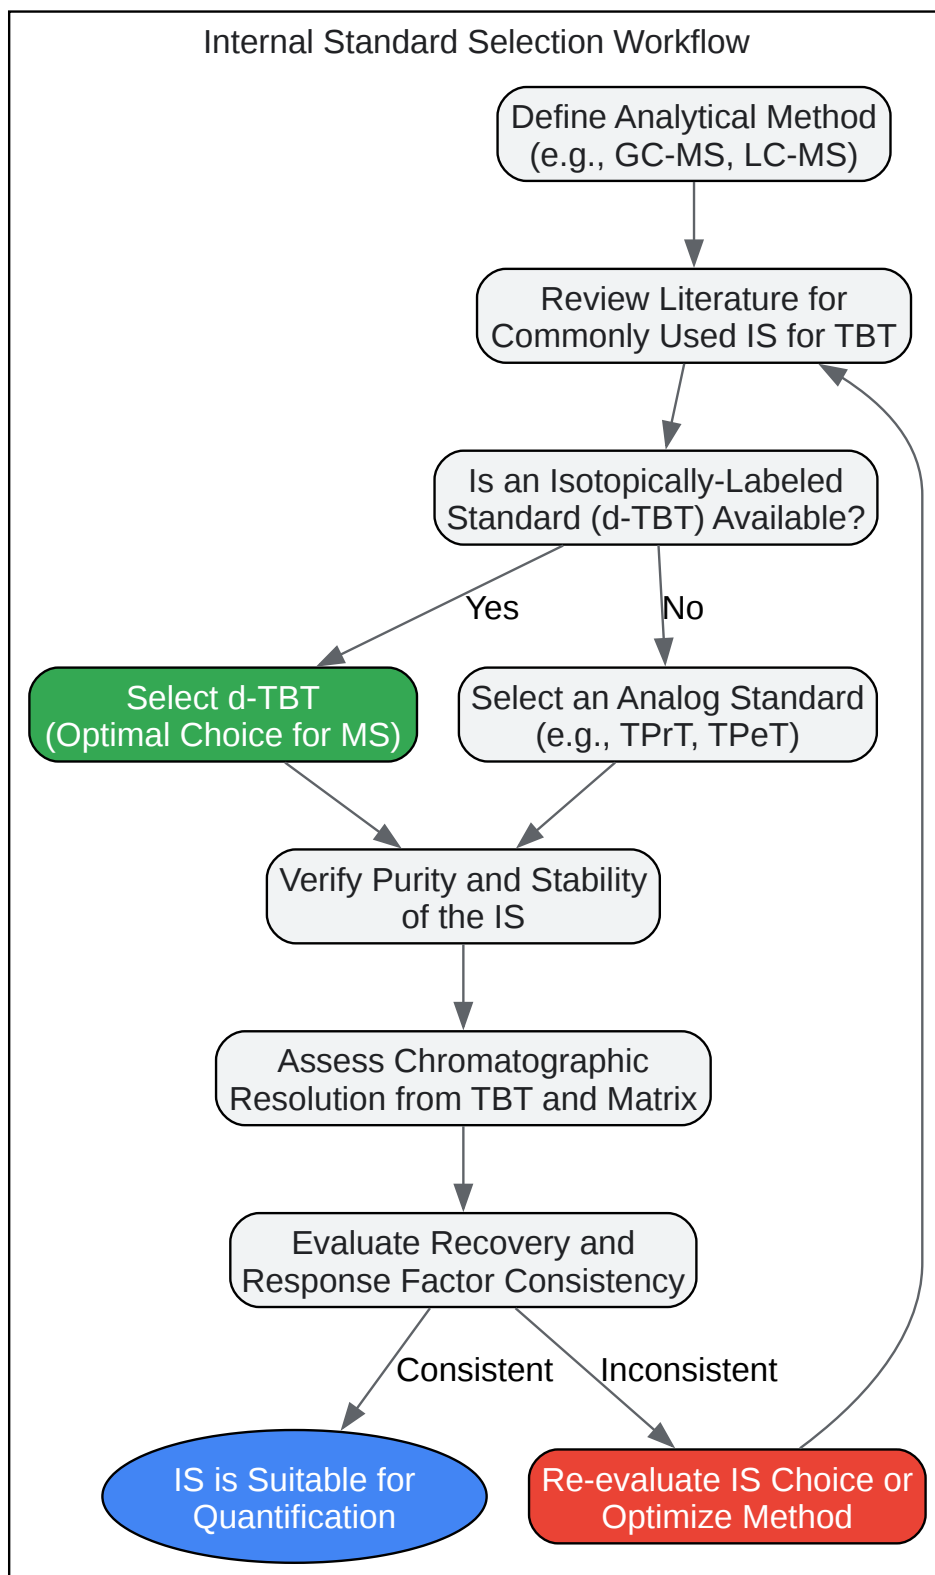 Internal Standard Selection Workflow
Define Analytical Method
(e.g., GC-MS, LC-MS)
Review Literature for
Commonly Used IS for TBT
Is an Isotopically-Labeled
Standard (d-TBT) Available?
Yes
No
Select d-TBT
(Optimal Choice for MS)
Select an Analog Standard
(e.g., TPrT, TPeT)
Verify Purity and Stability
of the IS
Assess Chromatographic
Resolution from TBT and Matrix
Evaluate Recovery and
Response Factor Consistency
Consistent
Inconsistent
IS is Suitable for
Quantification
Re-evaluate IS Choice or
Optimize Method